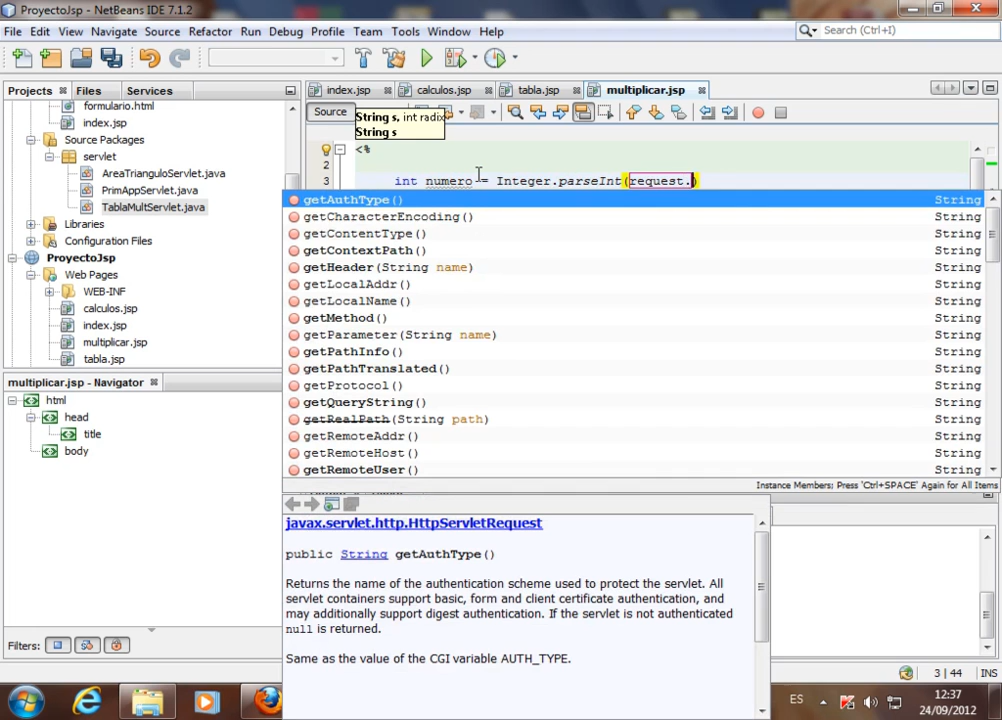 ProyectoJsp - NetBeans IDE 7.1.2
File Edit View Navigate Source Refactor Run Debug Profile Team Tools Window Help
Search (Ctrl+I)
Projects Files Services
index.jsp calculos.jsp tabla.jsp multiplicar.jsp
formulario.html
index.jsp
Source Packages
servlet
AreaTrianguloServlet.java
PrimAppServlet.java
TablaMultServlet.java
Libraries
Configuration Files
ProyectoJsp
Web Pages
WEB-INF
calculos.jsp
index.jsp
multiplicar.jsp
tabla.jsp
Source
String s, int radix
String s
1 <%
2
3 int numero = Integer.parseInt(request.)
getAuthType() String
getCharacterEncoding() String
getContentType() String
getContextPath() String
getHeader(String name) String
getLocalAddr() String
getLocalName() String
getMethod() String
getParameter(String name) String
getPathInfo() String
getPathTranslated() String
getProtocol() String
getQueryString() String
getRealPath(String path) String
getRemoteAddr() String
getRemoteHost() String
getRemoteUser() String
Instance Members; Press 'Ctrl+SPACE' Again for All Items
multiplicar.jsp - Navigator
html
head
title
body
Filters:
javax.servlet.http.HttpServletRequest
public String getAuthType()
Returns the name of the authentication scheme used to protect the servlet. All
servlet containers support basic, form and client certificate authentication, and
may additionally support digest authentication. If the servlet is not authenticated
null is returned.
Same as the value of the CGI variable AUTH_TYPE.
3 | 44 INS
ES
12:37
24/09/2012